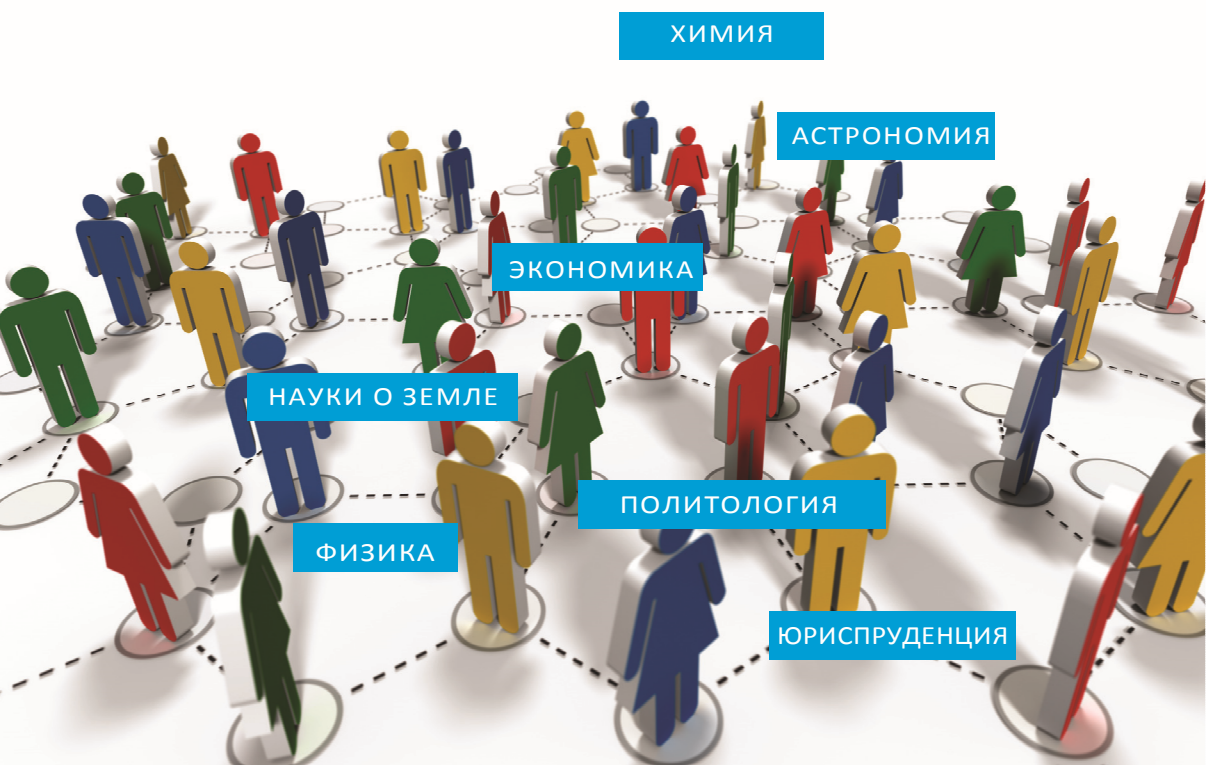 ХИМИЯ
АСТРОНОМИЯ
ЭКОНОМИКА
НАУКИ О ЗЕМЛЕ
ПОЛИТОЛОГИЯ
ФИЗИКА
ЮРИСПРУДЕНЦИЯ